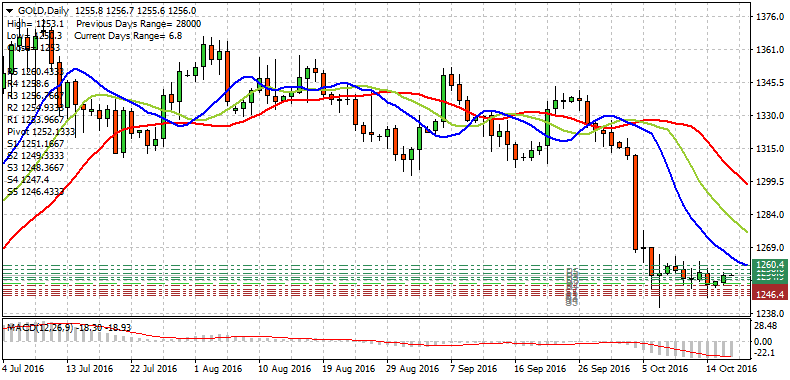 GOLD,Daily 1255.8 1256.7 1255.6 1256.0
High= 1253.1 Previous Days Range= 28000
Current Days Range= 6.8
R5 1260.4333
R4 1258.6
R3 1256.7667
R2 1254.9333
R1 1253.9667
Pivot 1252.1333
S1 1251.1667
S2 1249.3333
S3 1248.3667
S4 1247.4
S5 1246.4333
1376.0
1361.0
1345.5
1330.0
1315.0
1299.5
1284.0
1269.0
1260.4
1246.4
1238.0
MACD(12,26,9) -18.30 -18.93
28.48
0.00
-22.1
4 Jul 2016
13 Jul 2016
22 Jul 2016
1 Aug 2016
10 Aug 2016
19 Aug 2016
29 Aug 2016
7 Sep 2016
16 Sep 2016
26 Sep 2016
5 Oct 2016
14 Oct 2016